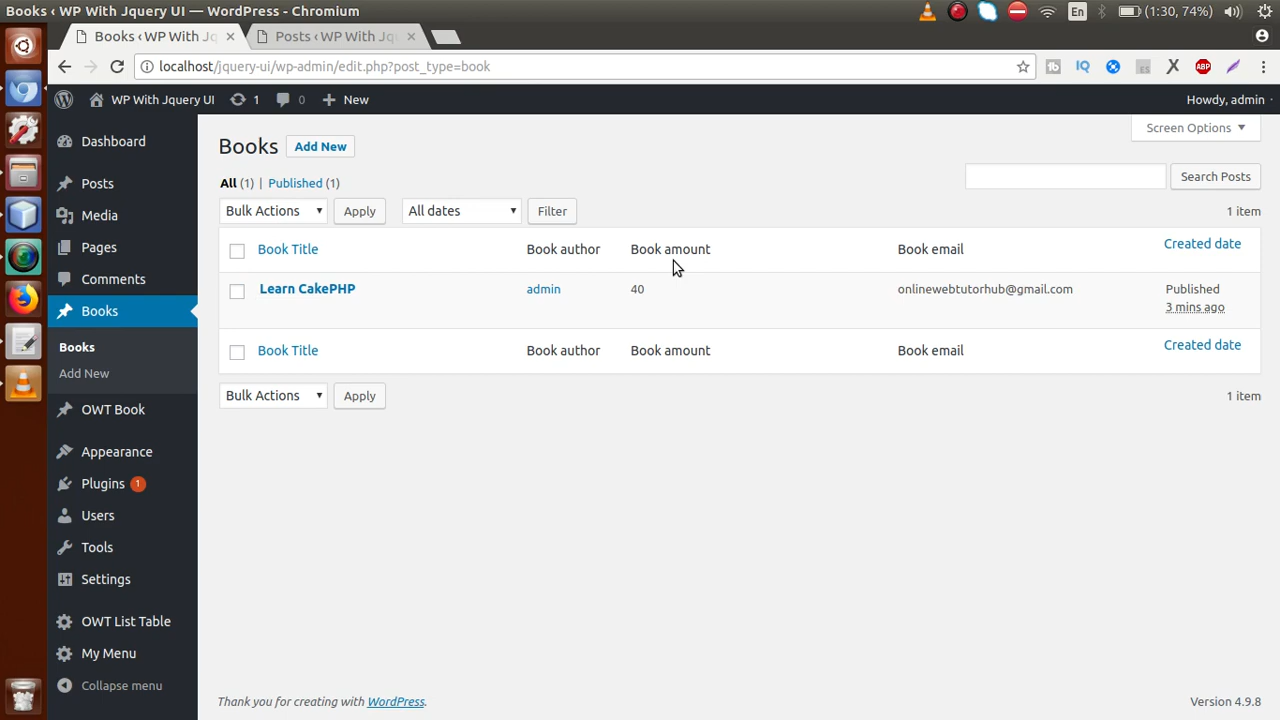 Books ‹ WP With Jquery UI — WordPress - Chromium
En
(1:30, 74%)
Books ‹ WP With Jq
Posts ‹ WP With JQu
localhost/jquery-ui/wp-admin/edit.php?post_type=book
tb
IQ
X
ABP
WP With Jquery UI
1
0
New
Howdy, admin
Dashboard
Posts
Media
Pages
Comments
Books
Books
Add New
OWT Book
Appearance
Plugins 1
Users
Tools
Settings
OWT List Table
My Menu
Collapse menu
Screen Options
Books Add New
All (1) | Published (1)
Search Posts
Bulk Actions Apply All dates Filter
1 item
Book Title Book author Book amount Book email Created date
Learn CakePHP admin 40 onlinewebtutorhub@gmail.com Published
3 mins ago
Book Title Book author Book amount Book email Created date
Bulk Actions Apply
1 item
Thank you for creating with WordPress.
Version 4.9.8